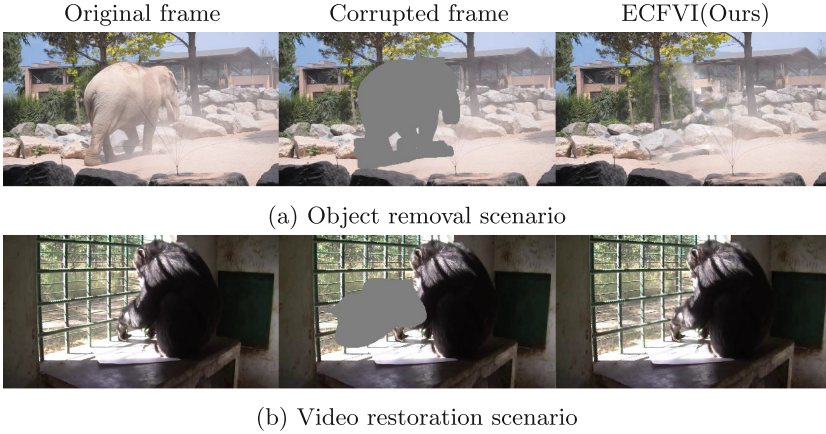 Original frame
Corrupted frame
ECFVI(Ours)
(a) Object removal scenario
(b) Video restoration scenario